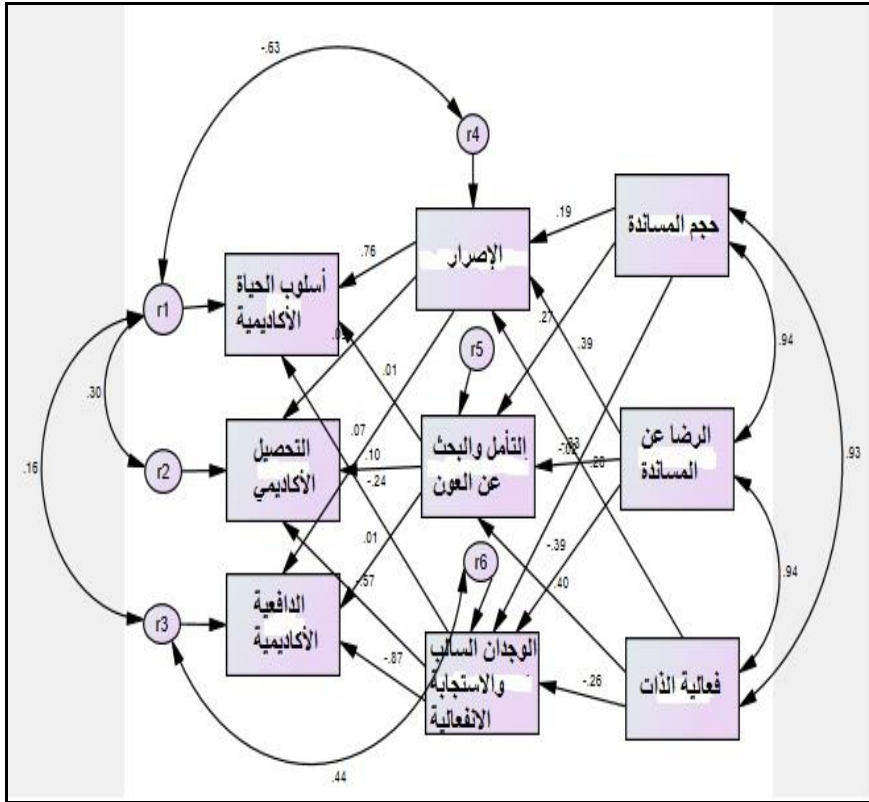 -.63
r4
.19
حجم المساندة
الإصرار
.76
أسلوب الحياة
الأكاديمية
r1
.27
r5
.39
.94
.01
.30
التأمل والبحث
عن العون
الرضا عن
المساندة
التحصيل
الأكاديمي
.07
.10
-.24
r2
.16
.93
.01
-.39
r6
.40
-.57
.94
الدافعية
الأكاديمية
r3
الوجدان السالب
والاستجابة
الانفعالية
-.87
-.26
فعالية الذات
.44